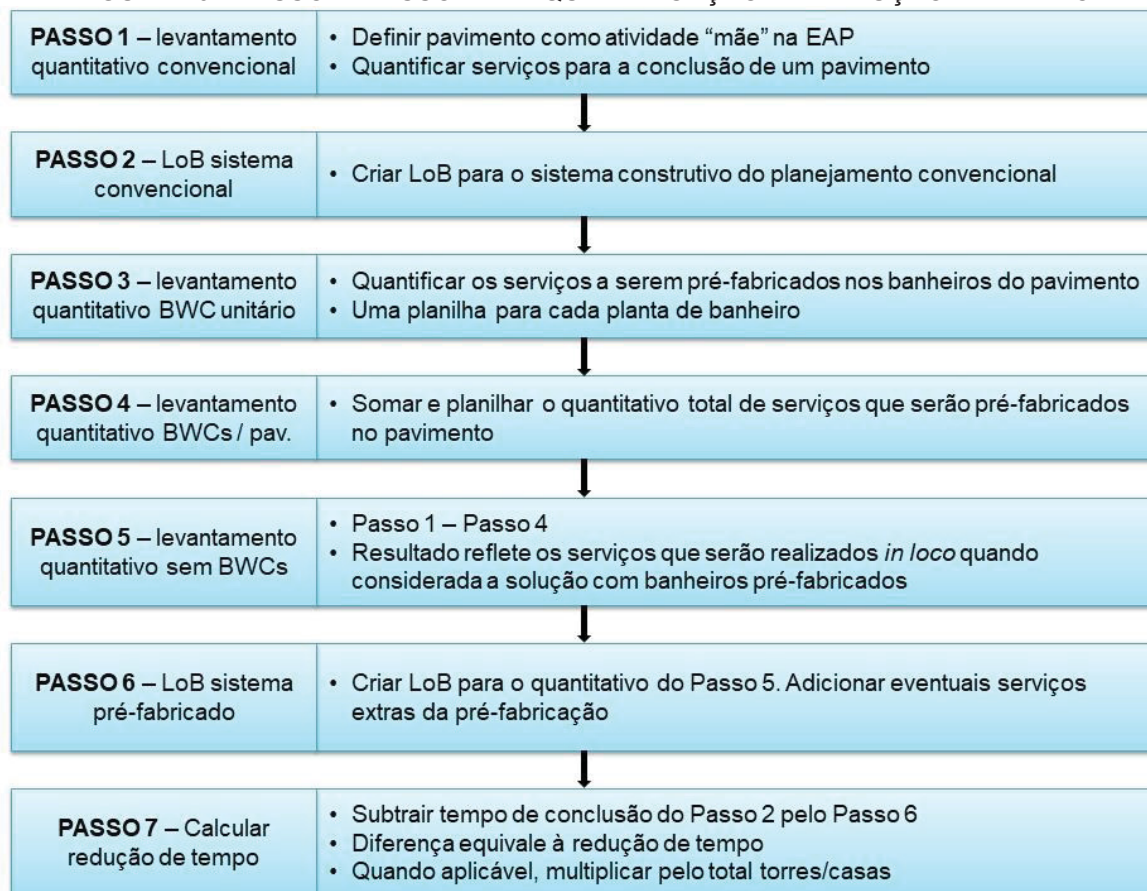 PASSO 1 – levantamento
quantitativo convencional
• Definir pavimento como atividade “mãe” na EAP
• Quantificar serviços para a conclusão de um pavimento
PASSO 2 – LoB sistema
convencional
• Criar LoB para o sistema construtivo do planejamento convencional
PASSO 3 – levantamento
quantitativo BWC unitário
• Quantificar os serviços a serem pré-fabricados nos banheiros do pavimento
• Uma planilha para cada planta de banheiro
PASSO 4 – levantamento
quantitativo BWCs / pav.
• Somar e planilhar o quantitativo total de serviços que serão pré-fabricados
no pavimento
PASSO 5 – levantamento
quantitativo sem BWCs
• Passo 1 – Passo 4
• Resultado reflete os serviços que serão realizados in loco quando
considerada a solução com banheiros pré-fabricados
PASSO 6 – LoB sistema
pré-fabricado
• Criar LoB para o quantitativo do Passo 5. Adicionar eventuais serviços
extras da pré-fabricação
PASSO 7 – Calcular
redução de tempo
• Subtrair tempo de conclusão do Passo 2 pelo Passo 6
• Diferença equivale à redução de tempo
• Quando aplicável, multiplicar pelo total torres/casas